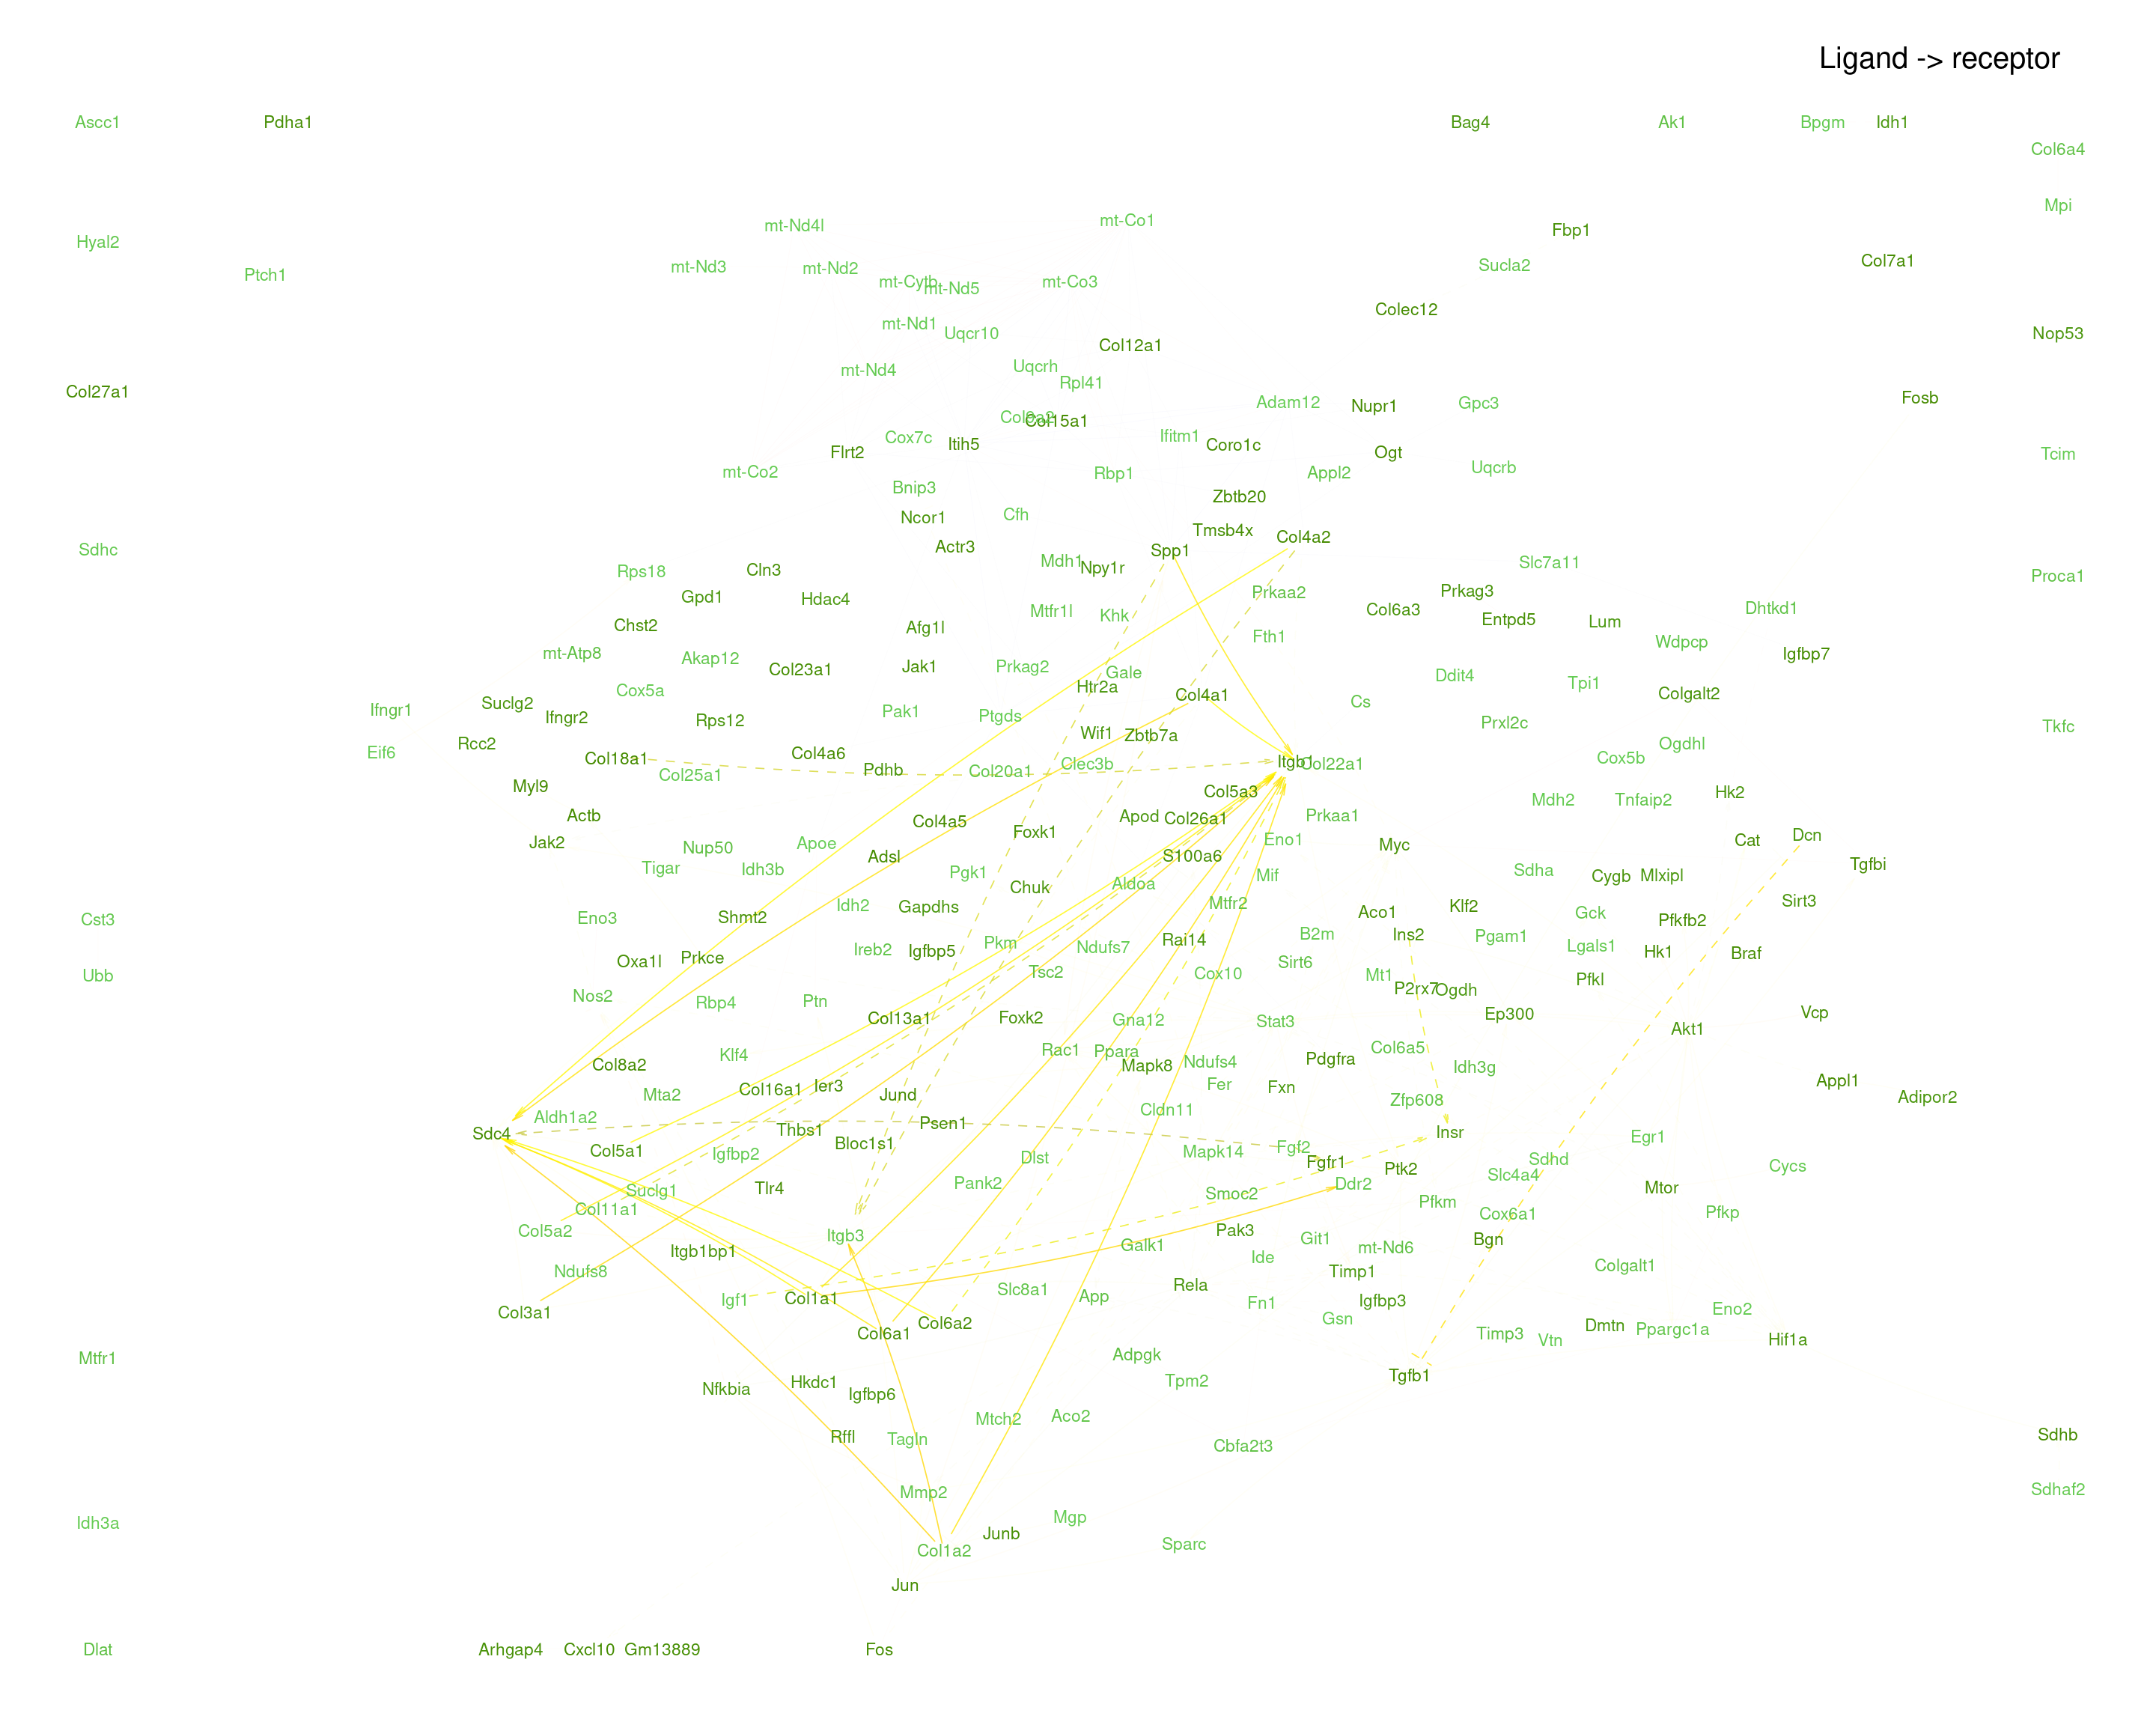 Ligand -> receptor
Ascc1 Pdha1 Bag4 Ak1 Bpgm Idh1
Col6a4
Mpi
mt-Nd4l mt-Co1 Fbp1
Hyal2
Ptch1 mt-Nd3 mt-Nd2 Sucla2 Col7a1
mt-Cytb mt-Nd5 mt-Co3
Colec12
mt-Nd1 Uqcr10 Nop53
Col12a1
mt-Nd4 Uqcrh
Rpl41
Col27a1 Fosb
Adam12 Nupr1 Gpc3
Col9a2 Col15a1
Cox7c Itih5 Ifitm1 Coro1c
Flrt2 Ogt Tcim
mt-Co2 Rbp1 Appl2 Uqcrb
Bnip3 Zbtb20
Ncor1 Cfh
Tmsb4x Col4a2
Sdhc Actr3 Spp1
Rps18 Cln3 Mdh1 Npy1r Slc7a11 Proca1
Gpd1 Hdac4 Prkaa2 Prkag3
Mtfr1l Khk Col6a3 Dhtkd1
Chst2 Afg1l Fth1 Entpd5 Lum
mt-Atp8 Akap12 Wdpcp Igfbp7
Col23a1 Jak1 Prkag2 Gale Ddit4
Cox5a Htr2a Col4a1 Tpi1 Colgalt2
Suclg2 Cs
Ifngr1 Ifngr2 Rps12 Pak1 Ptgds Prxl2c Tkfc
Rcc2 Wif1 Zbtb7a Ogdhl
Eif6 Col18a1 Col4a6 Cox5b
Col25a1 Pdhb Col20a1 Clec3b Itgb1 Col22a1
Myl9 Col5a3 Mdh2 Tnfaip2 Hk2
Actb Col4a5 Apod Col26a1 Prkaa1
Jak2 Nup50 Apoe Foxk1 Eno1 Myc Cat Dcn
Tigar Idh3b Adsl Pgk1 S100a6 Sdha Tgfbi
Chuk Aldoa Mif Cygb Mlxipl
Cst3 Eno3 Shmt2 Idh2 Gapdhs Mtfr2 Aco1 Klf2 Gck Pfkfb2 Sirt3
Ireb2 Igfbp5 Pkm Ndufs7 Rai14 B2m Ins2 Pgam1 Lgals1 Hk1 Braf
Ubb Oxa1l Prkce Tsc2 Cox10 Sirt6 Mt1 Pfkl
Nos2 Rbp4 Ptn P2rx7 Ogdh
Col13a1 Foxk2 Gna12 Stat3 Ep300 Akt1 Vcp
Col8a2 Klf4 Rac1 Ppara Mapk8 Ndufs4 Pdgfra Col6a5 Idh3g
Mta2 Col16a1 Ier3 Jund Fer Fxn Zfp608 Appl1 Adipor2
Aldh1a2 Cldn11
Sdc4 Thbs1 Psen1 Insr Egr1
Col5a1 Igfbp2 Bloc1s1 Dlst Mapk14 Fgf2 Fgfr1 Ptk2 Sdhd Cycs
Suclg1 Tlr4 Pank2 Smoc2 Ddr2 Slc4a4 Mtor
Col11a1 Pfkm Cox6a1 Pfkp
Col5a2 Itgb3 Pak3 Git1 Bgn
Itgb1bp1 Galk1 Ide mt-Nd6
Ndufs8 Slc8a1 Rela Timp1 Colgalt1
Col3a1 Igf1 Col1a1 App Fn1 Igfbp3 Eno2
Col6a1 Col6a2 Gsn Timp3 Vtn Dmtn Ppargc1a Hif1a
Mtfr1 Adpgk
Nfkbia Hkdc1 Igfbp6 Tpm2 Tgfb1
Rffl Tagln Mtch2 Aco2 Cbfa2t3 Sdhb
Mmp2 Sdhaf2
Idh3a Junb Mgp
Col1a2 Sparc
Jun
Dlat Arhgap4 Cxcl10 Gm13889 Fos